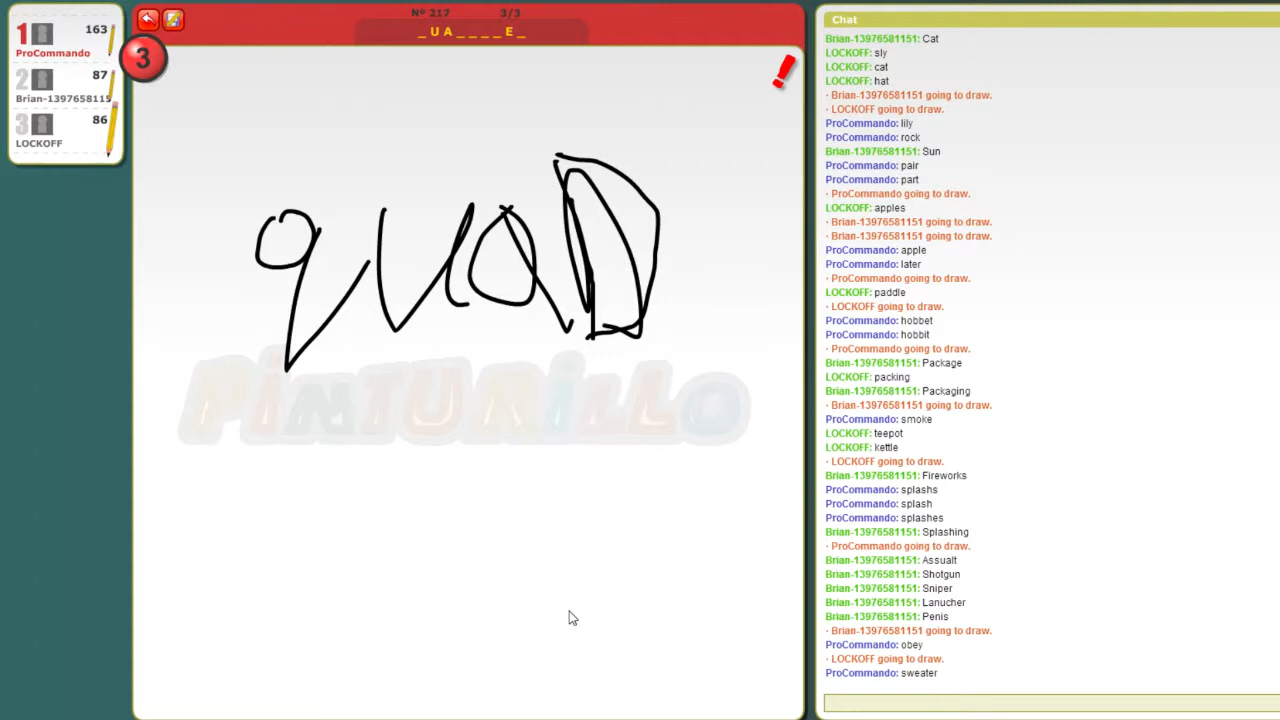 Nº 217 3/3
_ U A _ _ _ _ E _
1 163
ProCommando
3
2 87
Brian-1397658115
3 86
LOCKOFF
!
quaD
PinTURiLLo
Chat
Brian-13976581151: Cat
LOCKOFF: sly
LOCKOFF: cat
LOCKOFF: hat
· Brian-13976581151 going to draw.
· LOCKOFF going to draw.
ProCommando: lily
ProCommando: rock
Brian-13976581151: Sun
ProCommando: pair
ProCommando: part
· ProCommando going to draw.
LOCKOFF: apples
· Brian-13976581151 going to draw.
· Brian-13976581151 going to draw.
ProCommando: apple
ProCommando: later
· ProCommando going to draw.
LOCKOFF: paddle
· LOCKOFF going to draw.
ProCommando: hobbet
ProCommando: hobbit
· ProCommando going to draw.
Brian-13976581151: Package
LOCKOFF: packing
Brian-13976581151: Packaging
· Brian-13976581151 going to draw.
ProCommando: smoke
LOCKOFF: teepot
LOCKOFF: kettle
· LOCKOFF going to draw.
Brian-13976581151: Fireworks
ProCommando: splashs
ProCommando: splash
ProCommando: splashes
Brian-13976581151: Splashing
· ProCommando going to draw.
Brian-13976581151: Assualt
Brian-13976581151: Shotgun
Brian-13976581151: Sniper
Brian-13976581151: Lanucher
Brian-13976581151: Penis
· Brian-13976581151 going to draw.
ProCommando: obey
· LOCKOFF going to draw.
ProCommando: sweater